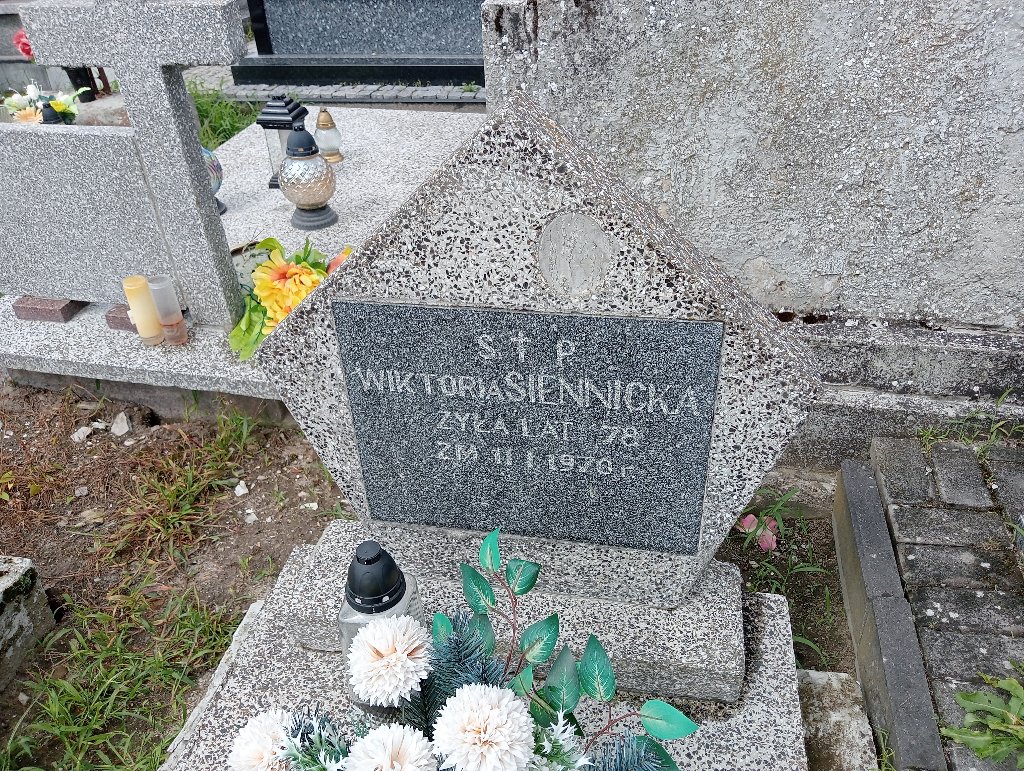 S † P
WIKTORIA SIENNICKA
ŻYŁA LAT 78
ZM 11 I 1970 r